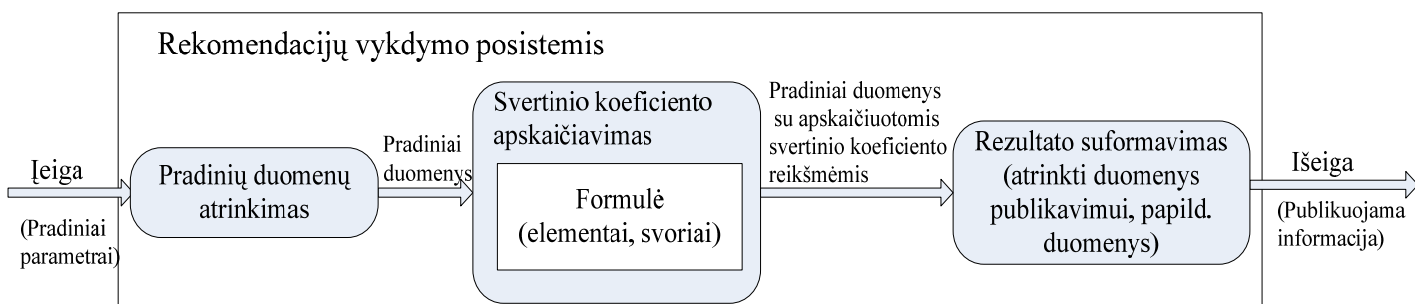 Rekomendacijų vykdymo posistemis
Įeiga
(Pradiniai
parametrai)
Pradinių duomenų
atrinkimas
Pradiniai
duomenys
Svertinio koeficiento
apskaičiavimas
Formulė
(elementai, svoriai)
Pradiniai duomenys
su apskaičiuotomis
svertinio koeficiento
reikšmėmis
Rezultato suformavimas
(atrinkti duomenys
publikavimui, papild.
duomenys)
Išeiga
(Publikuojama
informacija)